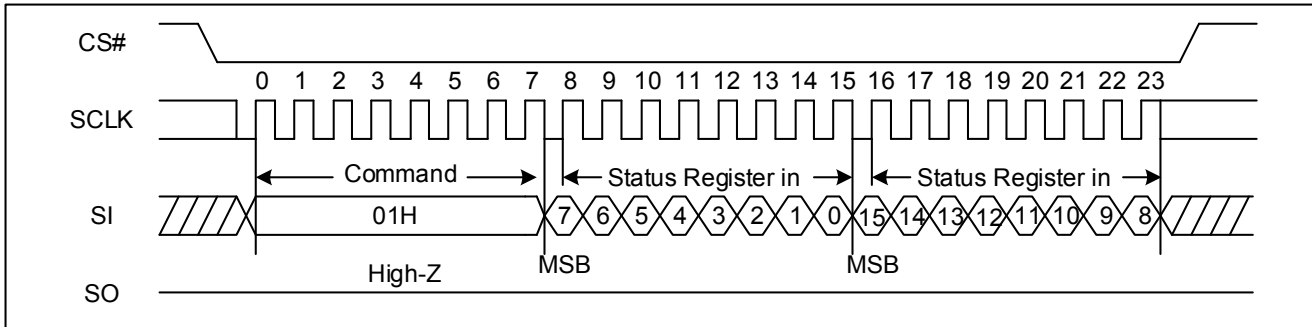 CS#
0 1 2 3 4 5 6 7 8 9 10 11 12 13 14 15 16 17 18 19 20 21 22 23
SCLK
Command Status Register in Status Register in
SI 01H 7 6 5 4 3 2 1 0 15 14 13 12 11 10 9 8
High-Z MSB MSB
SO